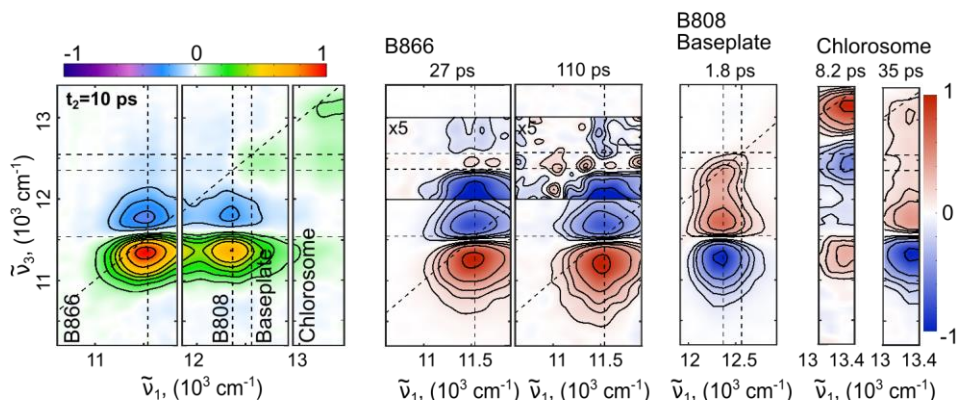 B808
Baseplate
B866
Chlorosome
-1 0 1
27 ps 110 ps 1.8 ps 8.2 ps 35 ps
t₂=10 ps
x5 x5
13
12
11
ν̃₃, (10³ cm⁻¹)
B866
B808
Baseplate
Chlorosome
1
0
-1
11 12 13
11 11.5 11 11.5
12 12.5
13 13.4 13 13.4
ν̃₁, (10³ cm⁻¹)
ν̃₁, (10³ cm⁻¹) ν̃₁, (10³ cm⁻¹) ν̃₁, (10³ cm⁻¹) ν̃₁, (10³ cm⁻¹)